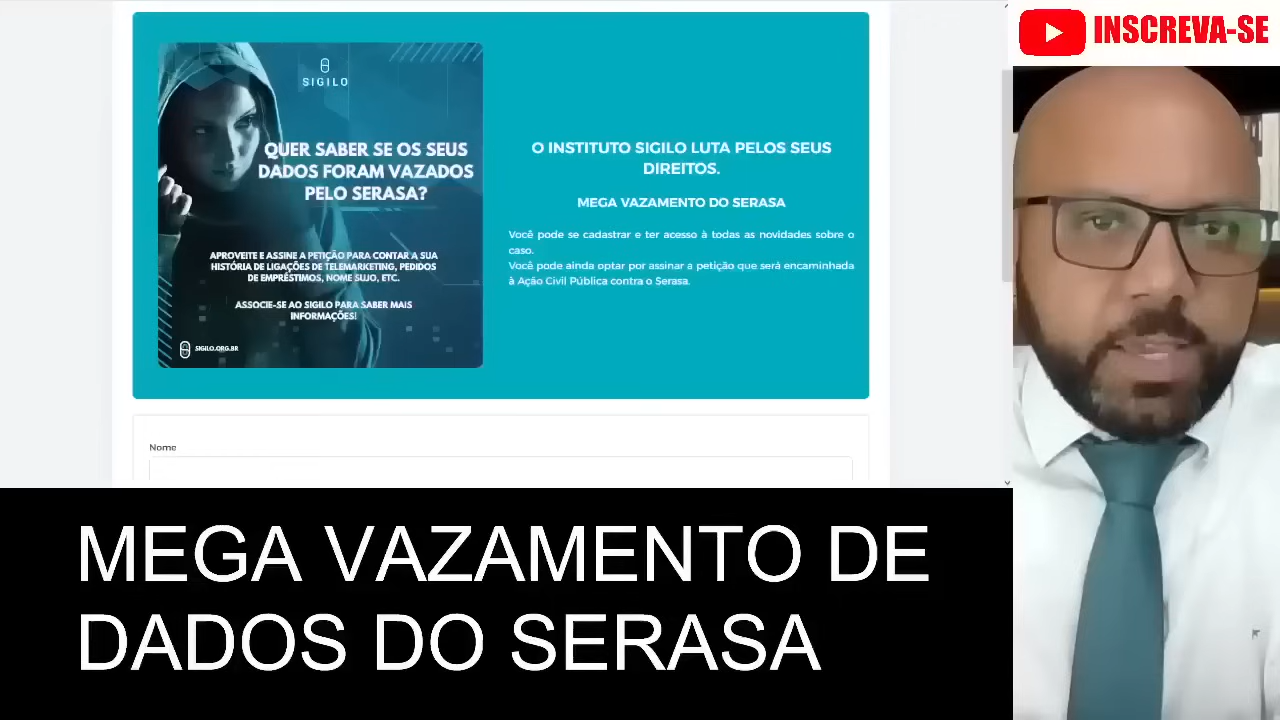 INSCREVA-SE
SIGILO
QUER SABER SE OS SEUS
DADOS FORAM VAZADOS
PELO SERASA?
APROVEITE E ASSINE A PETIÇÃO PARA CONTAR A SUA
HISTÓRIA DE LIGAÇÕES DE TELEMARKETING, PEDIDOS
DE EMPRÉSTIMOS, NOME SUJO, ETC.
ASSOCIE-SE AO SIGILO PARA SABER MAIS
INFORMAÇÕES!
SIGILO.ORG.BR
O INSTITUTO SIGILO LUTA PELOS SEUS
DIREITOS.
MEGA VAZAMENTO DO SERASA
Você pode se cadastrar e ter acesso à todas as novidades sobre o
caso.
Você pode ainda optar por assinar a petição que será encaminhada
à Ação Civil Pública contra o Serasa.
Nome
MEGA VAZAMENTO DE
DADOS DO SERASA